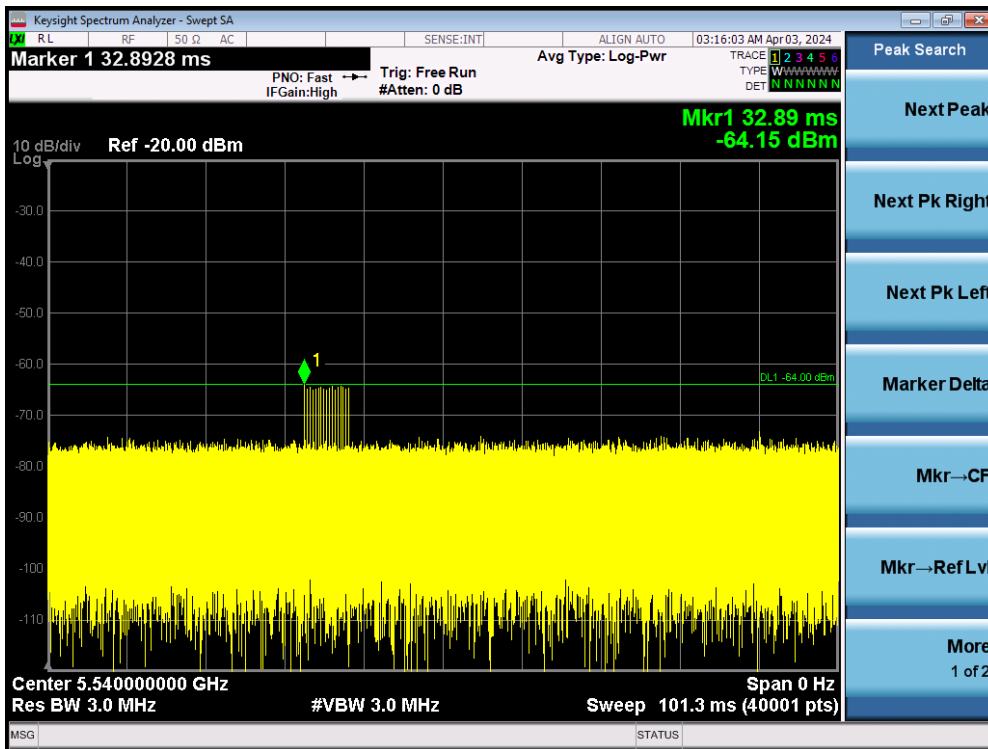 Keysight Spectrum Analyzer - Swept SA
LXI RL RF 50 Ω AC SENSE:INT ALIGN AUTO 03:16:03 AM Apr 03, 2024
Marker 1 32.8928 ms
PNO: Fast
IFGain:High
Trig: Free Run
#Atten: 0 dB
Avg Type: Log-Pwr
TRACE 1 2 3 4 5 6
TYPE WWWWWW
DET N N N N N N
Mkr1 32.89 ms
-64.15 dBm
10 dB/div Ref -20.00 dBm
Log
-30.0
-40.0
-50.0
-60.0
1
DL1 -64.00 dBm
-70.0
-80.0
-90.0
-100
-110
Center 5.540000000 GHz Span 0 Hz
Res BW 3.0 MHz #VBW 3.0 MHz Sweep 101.3 ms (40001 pts)
MSG STATUS
Peak Search
Next Peak
Next Pk Right
Next Pk Left
Marker Delta
Mkr→CF
Mkr→Ref Lvl
More
1 of 2